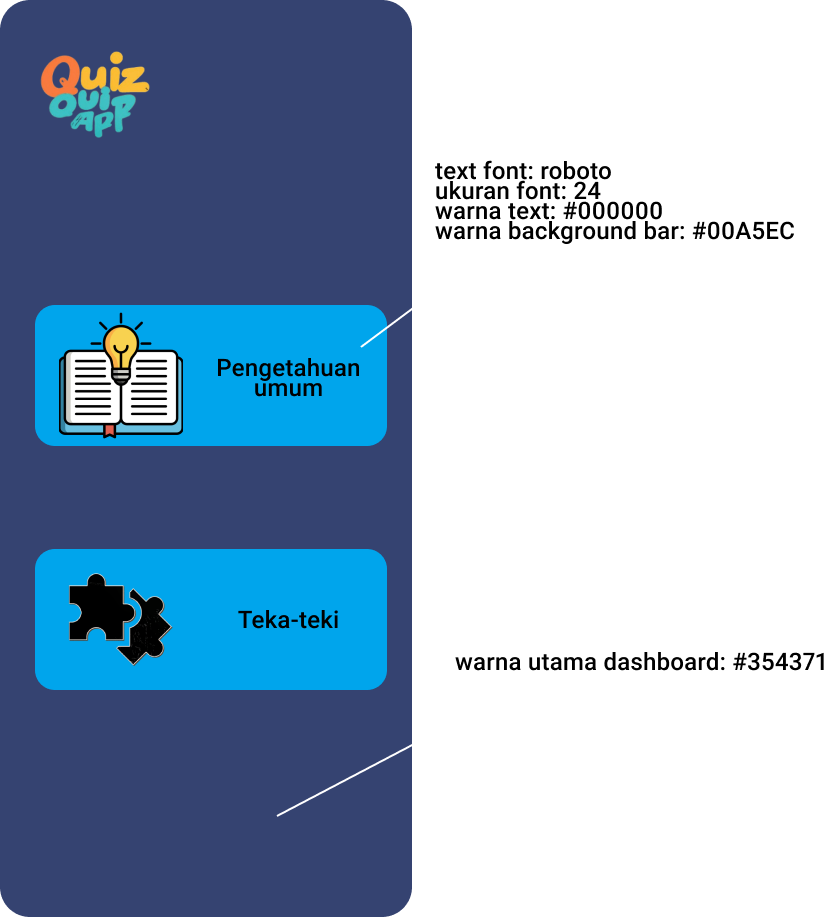 Quiz
QuiP
APP
text font: roboto
ukuran font: 24
warna text: #000000
warna background bar: #00A5EC
Pengetahuan
umum
Teka-teki
warna utama dashboard: #354371